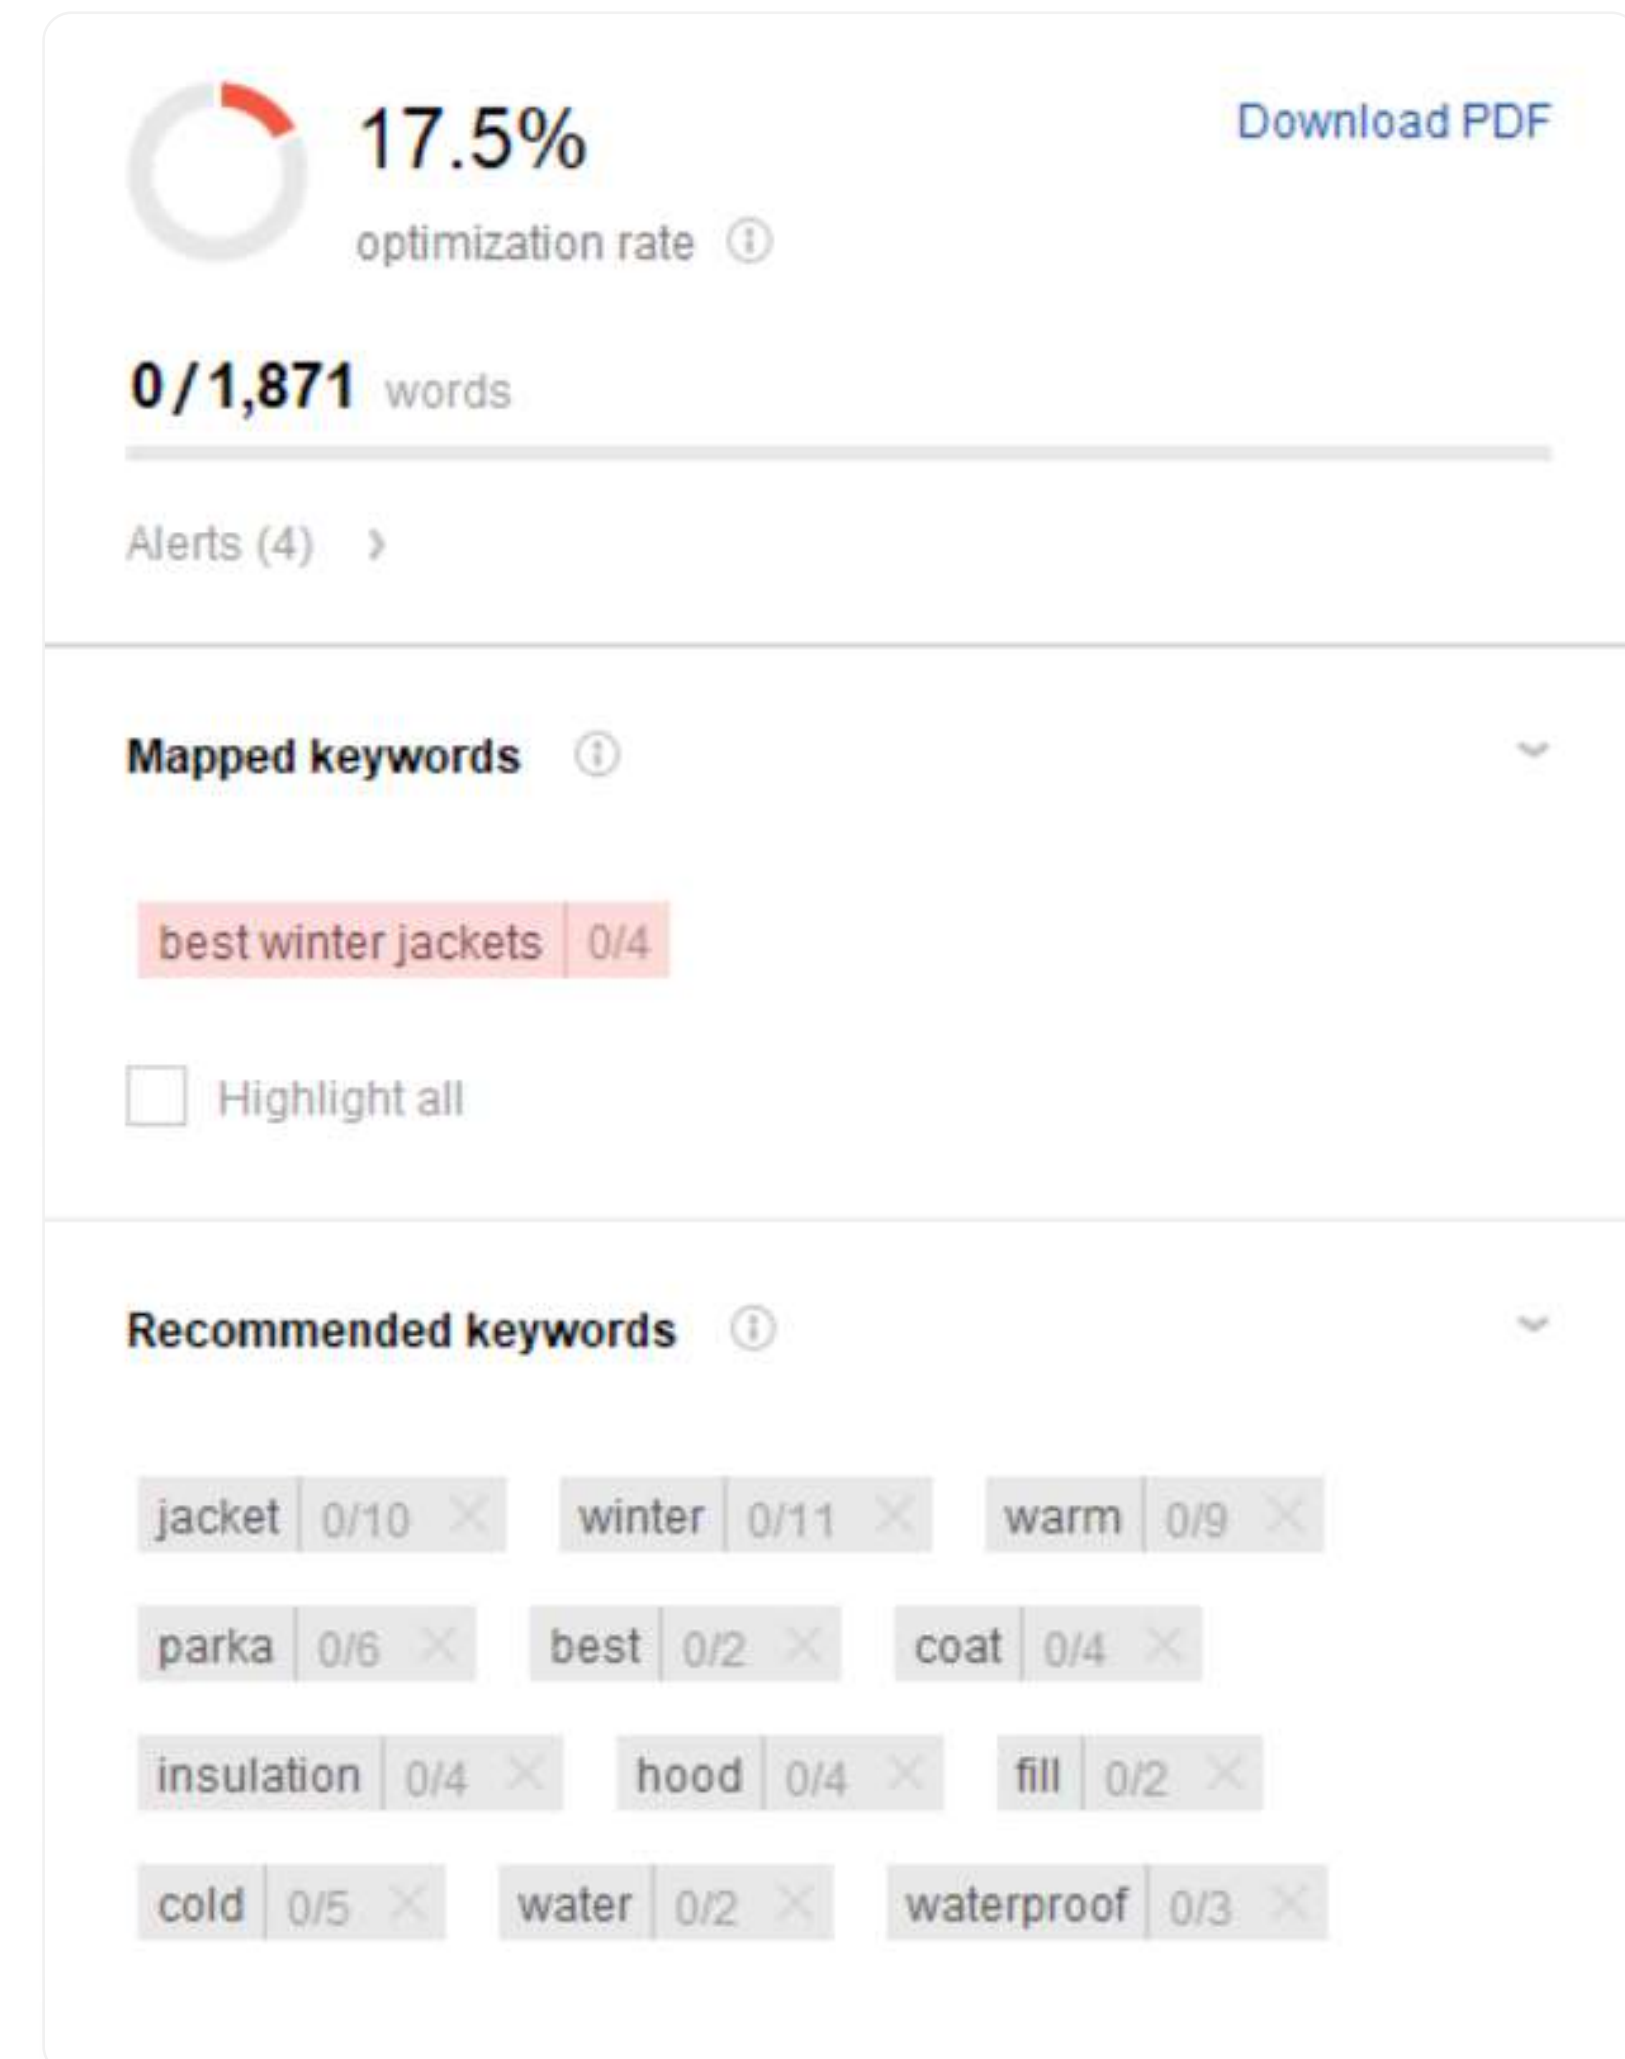 17.5%
Download PDF
optimization rate
0/1,871 words
Alerts (4)
Mapped keywords
best winter jackets 0/4
Highlight all
Recommended keywords
jacket 0/10 winter 0/11 warm 0/9
parka 0/6 best 0/2 coat 0/4
insulation 0/4 hood 0/4 fill 0/2
cold 0/5 water 0/2 waterproof 0/3